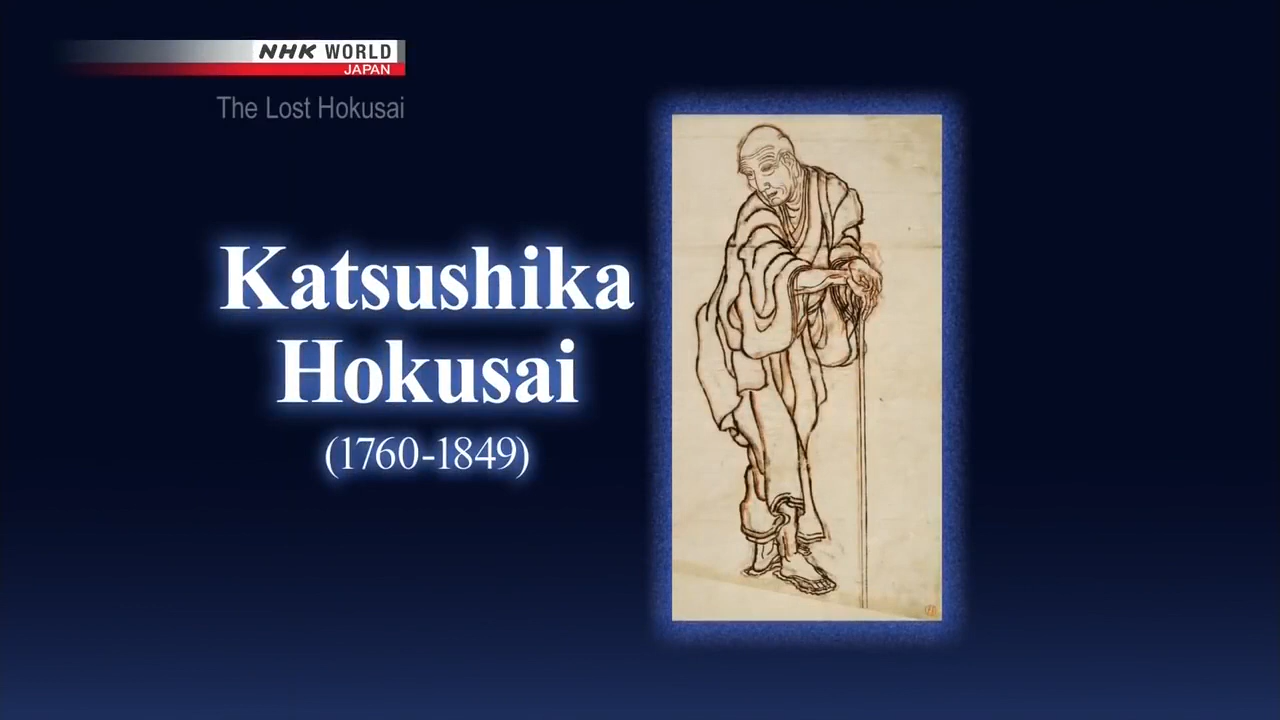 NHK WORLD
JAPAN
The Lost Hokusai
Katsushika
Hokusai
(1760-1849)